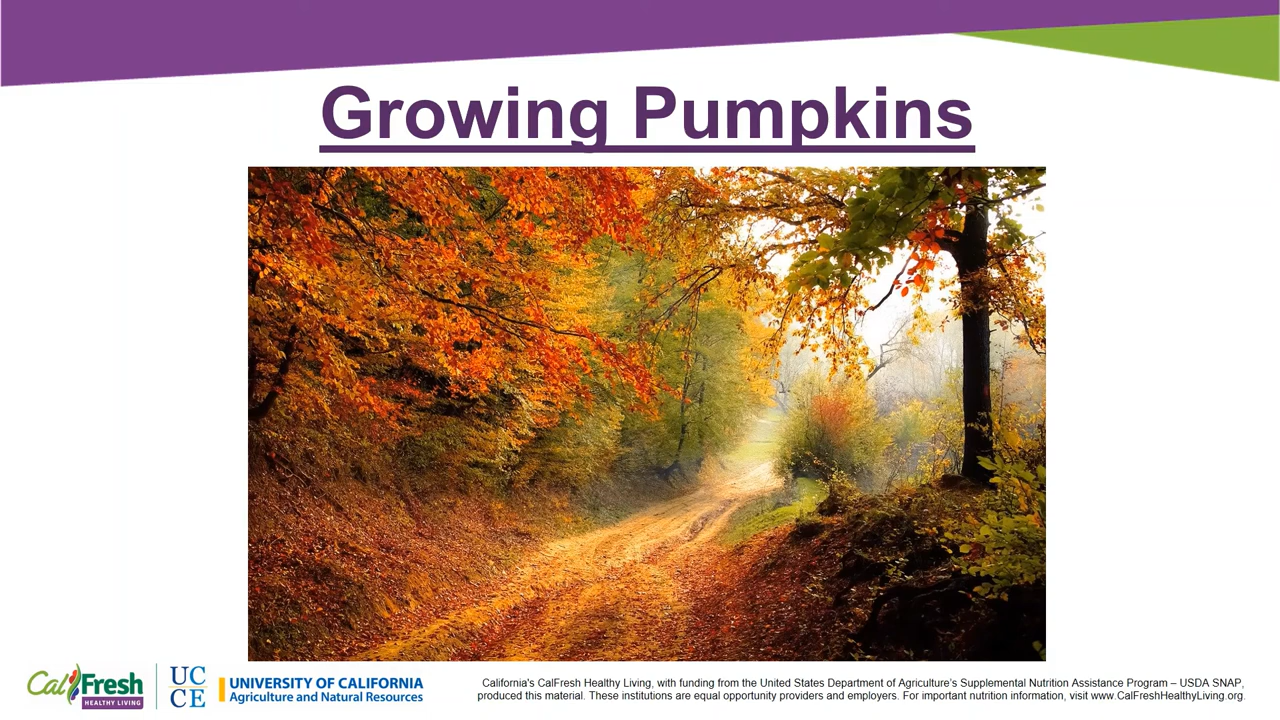 Growing Pumpkins
CalFresh
HEALTHY LIVING
UC
CE
UNIVERSITY OF CALIFORNIA
Agriculture and Natural Resources
California's CalFresh Healthy Living, with funding from the United States Department of Agriculture's Supplemental Nutrition Assistance Program – USDA SNAP,
produced this material. These institutions are equal opportunity providers and employers. For important nutrition information, visit www.CalFreshHealthyLiving.org.